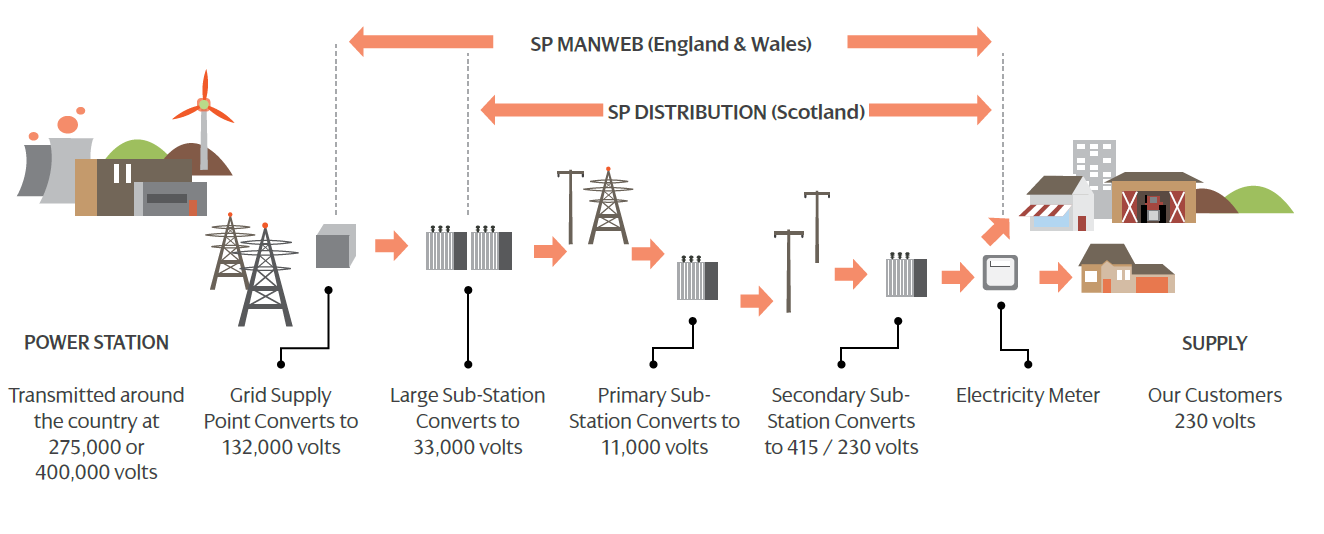 SP MANWEB (England & Wales)
SP DISTRIBUTION (Scotland)
POWER STATION
SUPPLY
Transmitted around
the country at
275,000 or
400,000 volts
Grid Supply
Point Converts to
132,000 volts
Large Sub-Station
Converts to
33,000 volts
Primary Sub-
Station Converts to
11,000 volts
Secondary Sub-
Station Converts
to 415 / 230 volts
Electricity Meter
Our Customers
230 volts